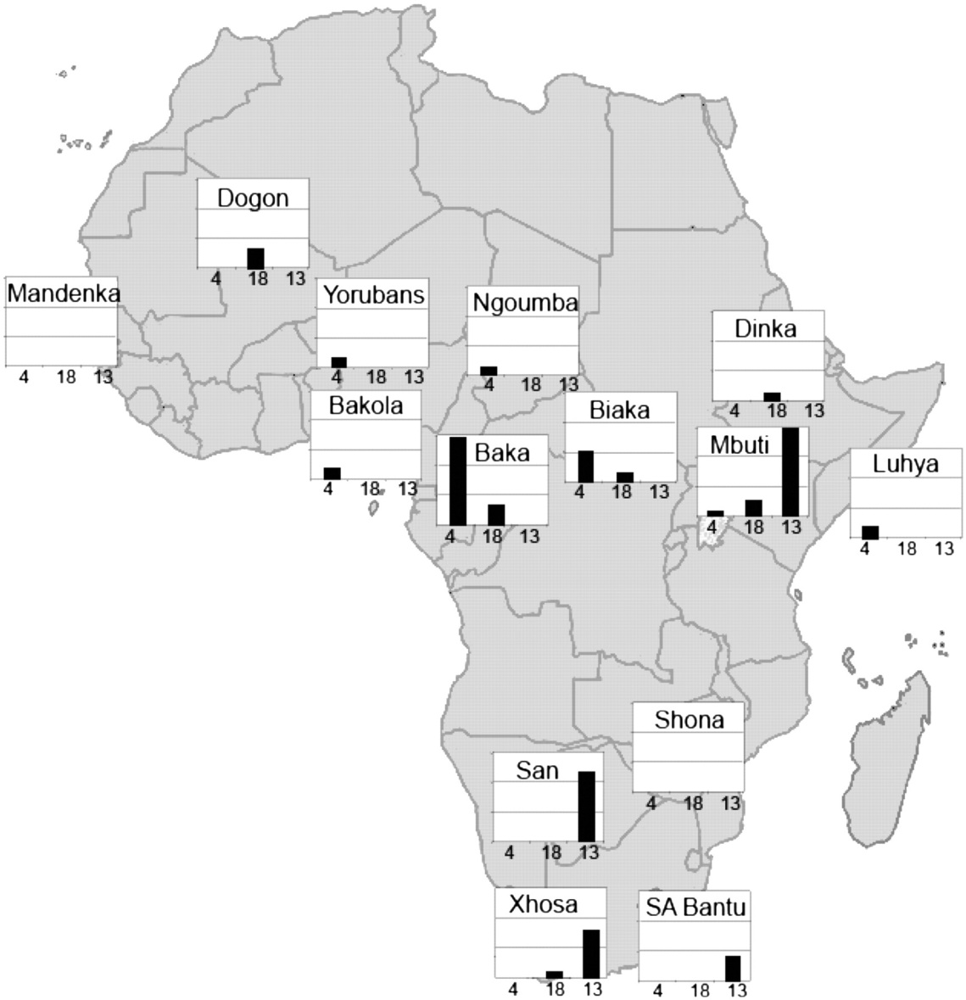 Dogon
4 18 13
Mandenka
4 18 13
Yorubans
4 18 13
Ngoumba
4 18 13
Dinka
4 18 13
Bakola
4 18 13
Baka
4 18 13
Biaka
4 18 13
Mbuti
4 18 13
Luhya
4 18 13
Shona
4 18 13
San
4 18 13
Xhosa
4 18 13
SA Bantu
4 18 13